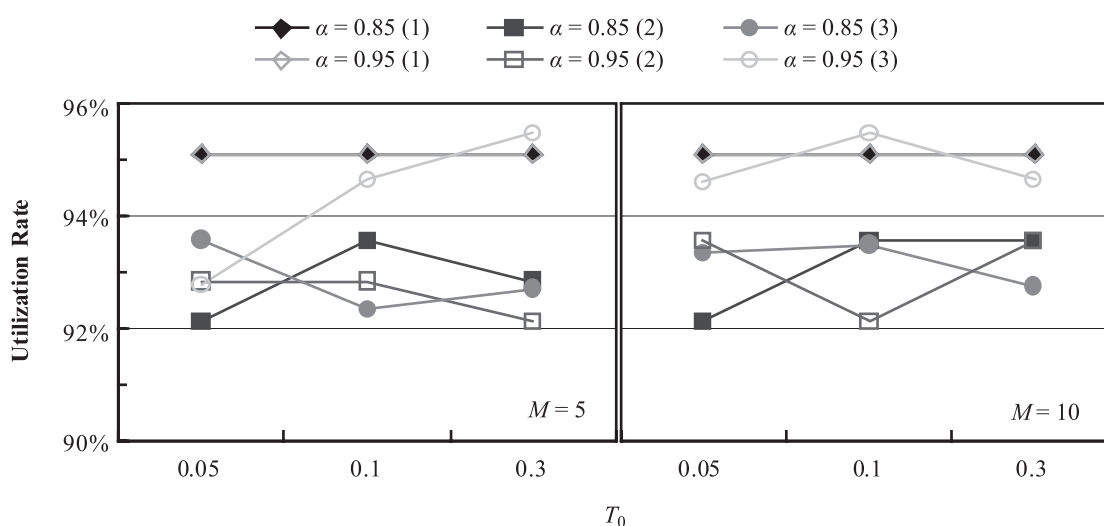 α = 0.85 (1) α = 0.85 (2) α = 0.85 (3)
α = 0.95 (1) α = 0.95 (2) α = 0.95 (3)
96%
94%
92%
90%
Utilization Rate
M = 5
M = 10
0.05 0.1 0.3 0.05 0.1 0.3
T0